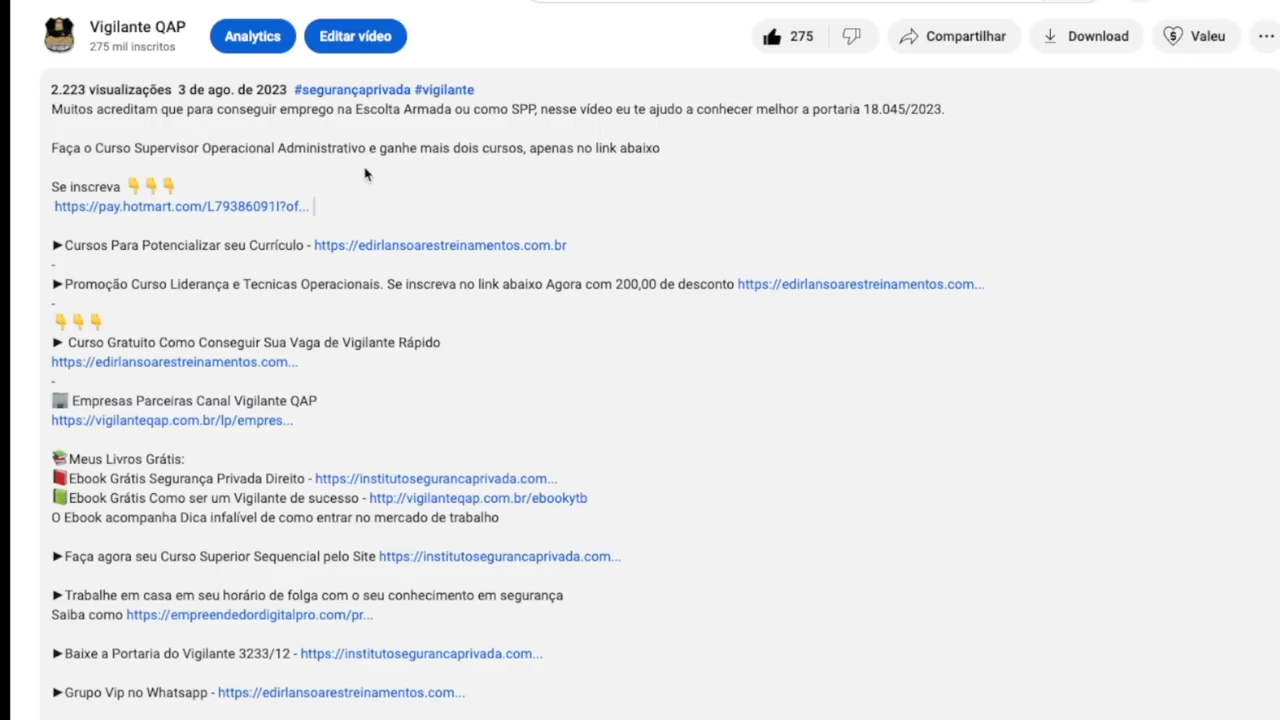 Vigilante QAP
275 mil inscritos
Analytics
Editar vídeo
275
Compartilhar
Download
Valeu
2.223 visualizações 3 de ago. de 2023 #segurançaprivada #vigilante
Muitos acreditam que para conseguir emprego na Escolta Armada ou como SPP, nesse vídeo eu te ajudo a conhecer melhor a portaria 18.045/2023.
Faça o Curso Supervisor Operacional Administrativo e ganhe mais dois cursos, apenas no link abaixo
Se inscreva 👇👇👇
https://pay.hotmart.com/L79386091I?of...
►Cursos Para Potencializar seu Currículo - https://edirlansoarestreinamentos.com.br
-
►Promoção Curso Liderança e Tecnicas Operacionais. Se inscreva no link abaixo Agora com 200,00 de desconto https://edirlansoarestreinamentos.com...
-
👇👇👇
► Curso Gratuito Como Conseguir Sua Vaga de Vigilante Rápido
https://edirlansoarestreinamentos.com...
-
🏢 Empresas Parceiras Canal Vigilante QAP
https://vigilanteqap.com.br/lp/empres...
📚Meus Livros Grátis:
📕Ebook Grátis Segurança Privada Direito - https://institutosegurancaprivada.com...
📗Ebook Grátis Como ser um Vigilante de sucesso - http://vigilanteqap.com.br/ebookytb
O Ebook acompanha Dica infalível de como entrar no mercado de trabalho
►Faça agora seu Curso Superior Sequencial pelo Site https://institutosegurancaprivada.com...
►Trabalhe em casa em seu horário de folga com o seu conhecimento em segurança
Saiba como https://empreendedordigitalpro.com/pr...
►Baixe a Portaria do Vigilante 3233/12 - https://institutosegurancaprivada.com...
►Grupo Vip no Whatsapp - https://edirlansoarestreinamentos.com...